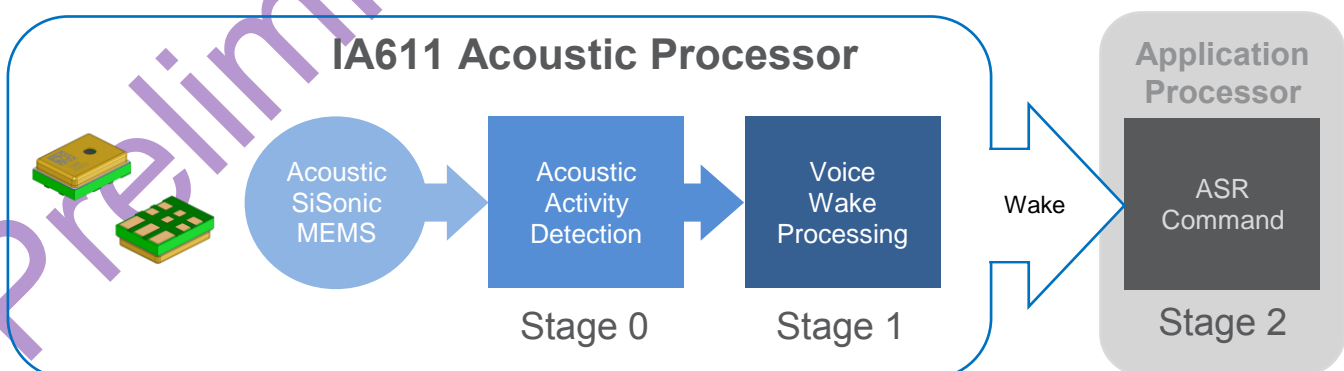 IA611 Acoustic Processor
Acoustic
SiSonic
MEMS
Acoustic
Activity
Detection
Stage 0
Voice
Wake
Processing
Stage 1
Wake
Application
Processor
ASR
Command
Stage 2
Prelim